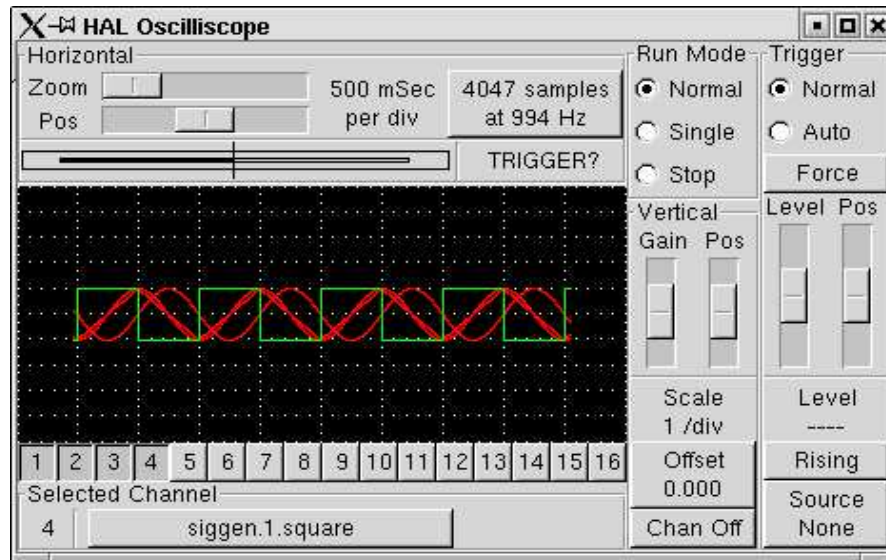 HAL Oscilliscope
Horizontal
Zoom
Pos
500 mSec
per div
4047 samples
at 994 Hz
TRIGGER?
Run Mode
Normal
Single
Stop
Trigger
Normal
Auto
Force
Vertical
Gain Pos
Level Pos
Scale
1 /div
Offset
0.000
Chan Off
Level
----
Rising
Source
None
1 2 3 4 5 6 7 8 9 10 11 12 13 14 15 16
Selected Channel
4 siggen.1.square